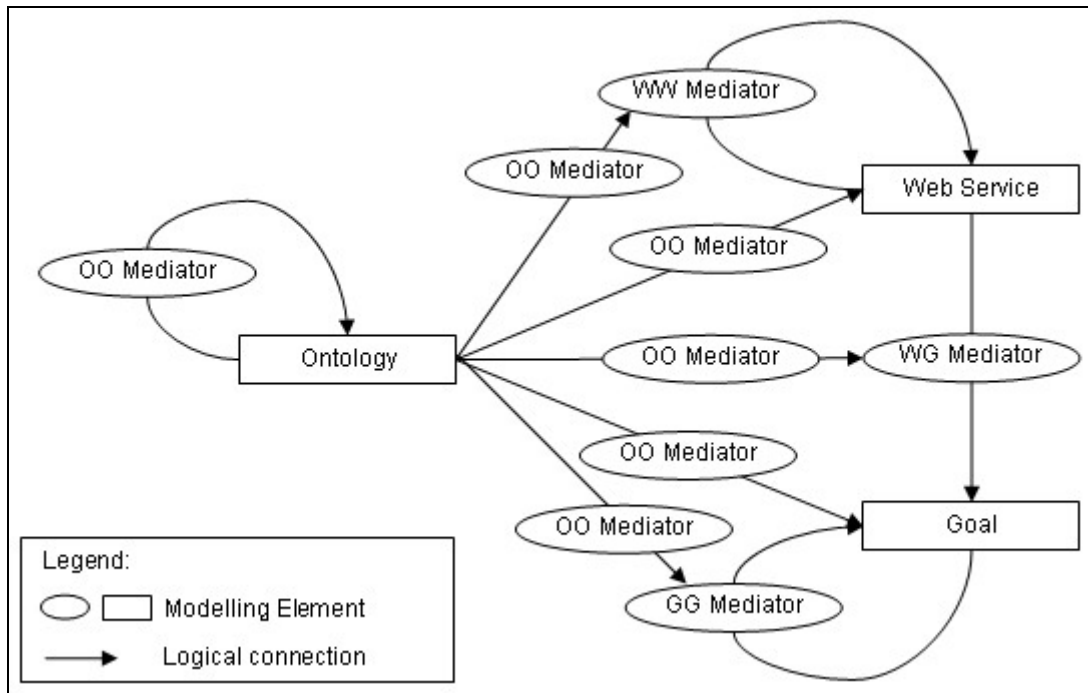 WW Mediator
OO Mediator
Web Service
OO Mediator
OO Mediator
Ontology
OO Mediator
WG Mediator
OO Mediator
OO Mediator
Goal
GG Mediator
Legend:
Modelling Element
Logical connection